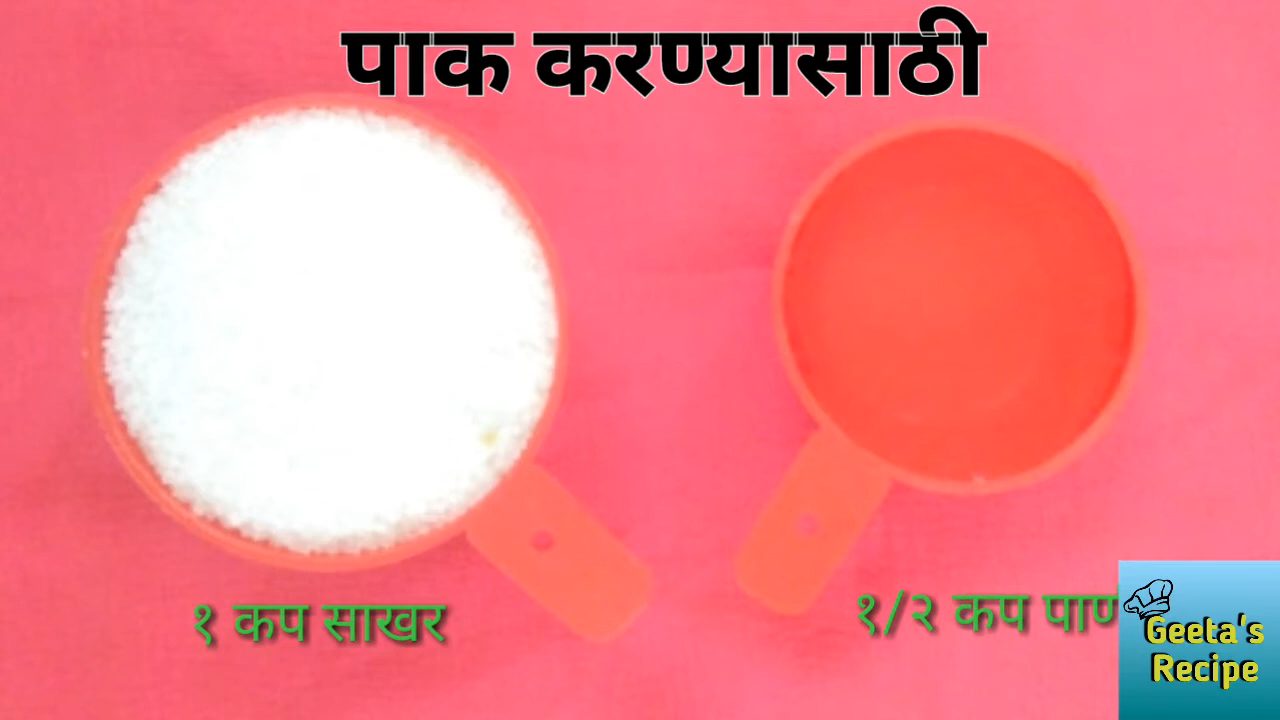 पाक करण्यासाठी
१ कप साखर
१/२ कप
Geeta's
Recipe